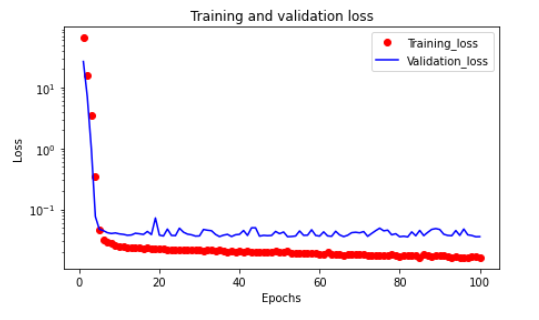 Training and validation loss
Training_loss
Validation_loss
Loss
10^1
10^0
10^-1
0 20 40 60 80 100
Epochs